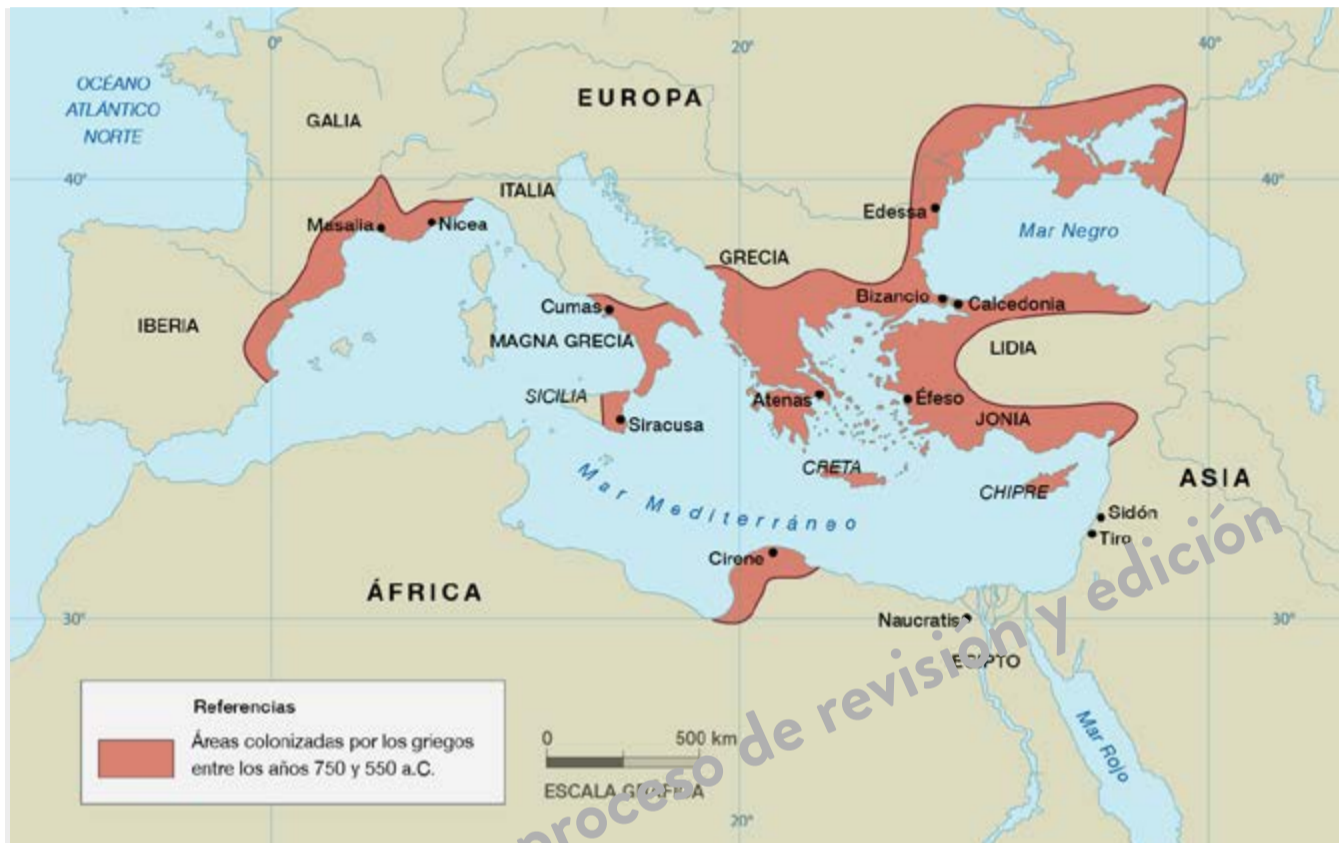 0°
20°
40°
OCÉANO
ATLÁNTICO
NORTE
EUROPA
GALIA
40°
40°
ITALIA
Masalia
Nicea
Edessa
Mar Negro
GRECIA
Bizancio
Calcedonia
Cumas
IBERIA
MAGNA GRECIA
LIDIA
SICILIA
Siracusa
Atenas
Éfeso
JONIA
CRETA
CHIPRE
ASIA
Mar Mediterráneo
Sidón
Tiro
Cirene
ÁFRICA
30°
Naucratis
30°
EGIPTO
Mar Rojo
Referencias
Áreas colonizadas por los griegos
entre los años 750 y 550 a.C.
0 500 km
ESCALA GRÁFICA
20°
proceso de revisión y edición